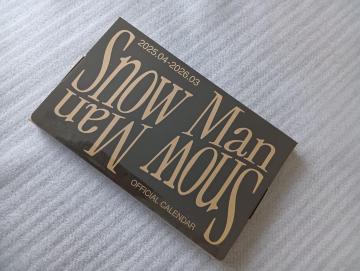 2025.04-2026.03
Snow Man
Snow Man
OFFICIAL CALENDAR